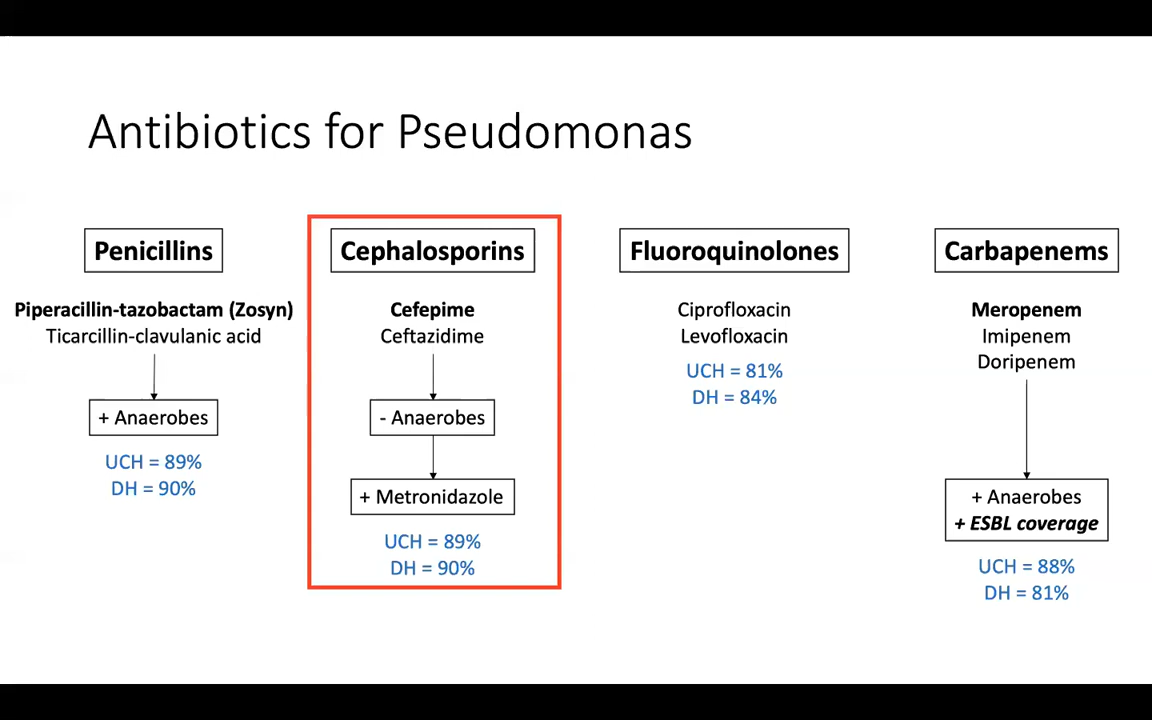 Antibiotics for Pseudomonas
Penicillins
Piperacillin-tazobactam (Zosyn)
Ticarcillin-clavulanic acid
+ Anaerobes
UCH = 89%
DH = 90%
Cephalosporins
Cefepime
Ceftazidime
- Anaerobes
+ Metronidazole
UCH = 89%
DH = 90%
Fluoroquinolones
Ciprofloxacin
Levofloxacin
UCH = 81%
DH = 84%
Carbapenems
Meropenem
Imipenem
Doripenem
+ Anaerobes
+ ESBL coverage
UCH = 88%
DH = 81%